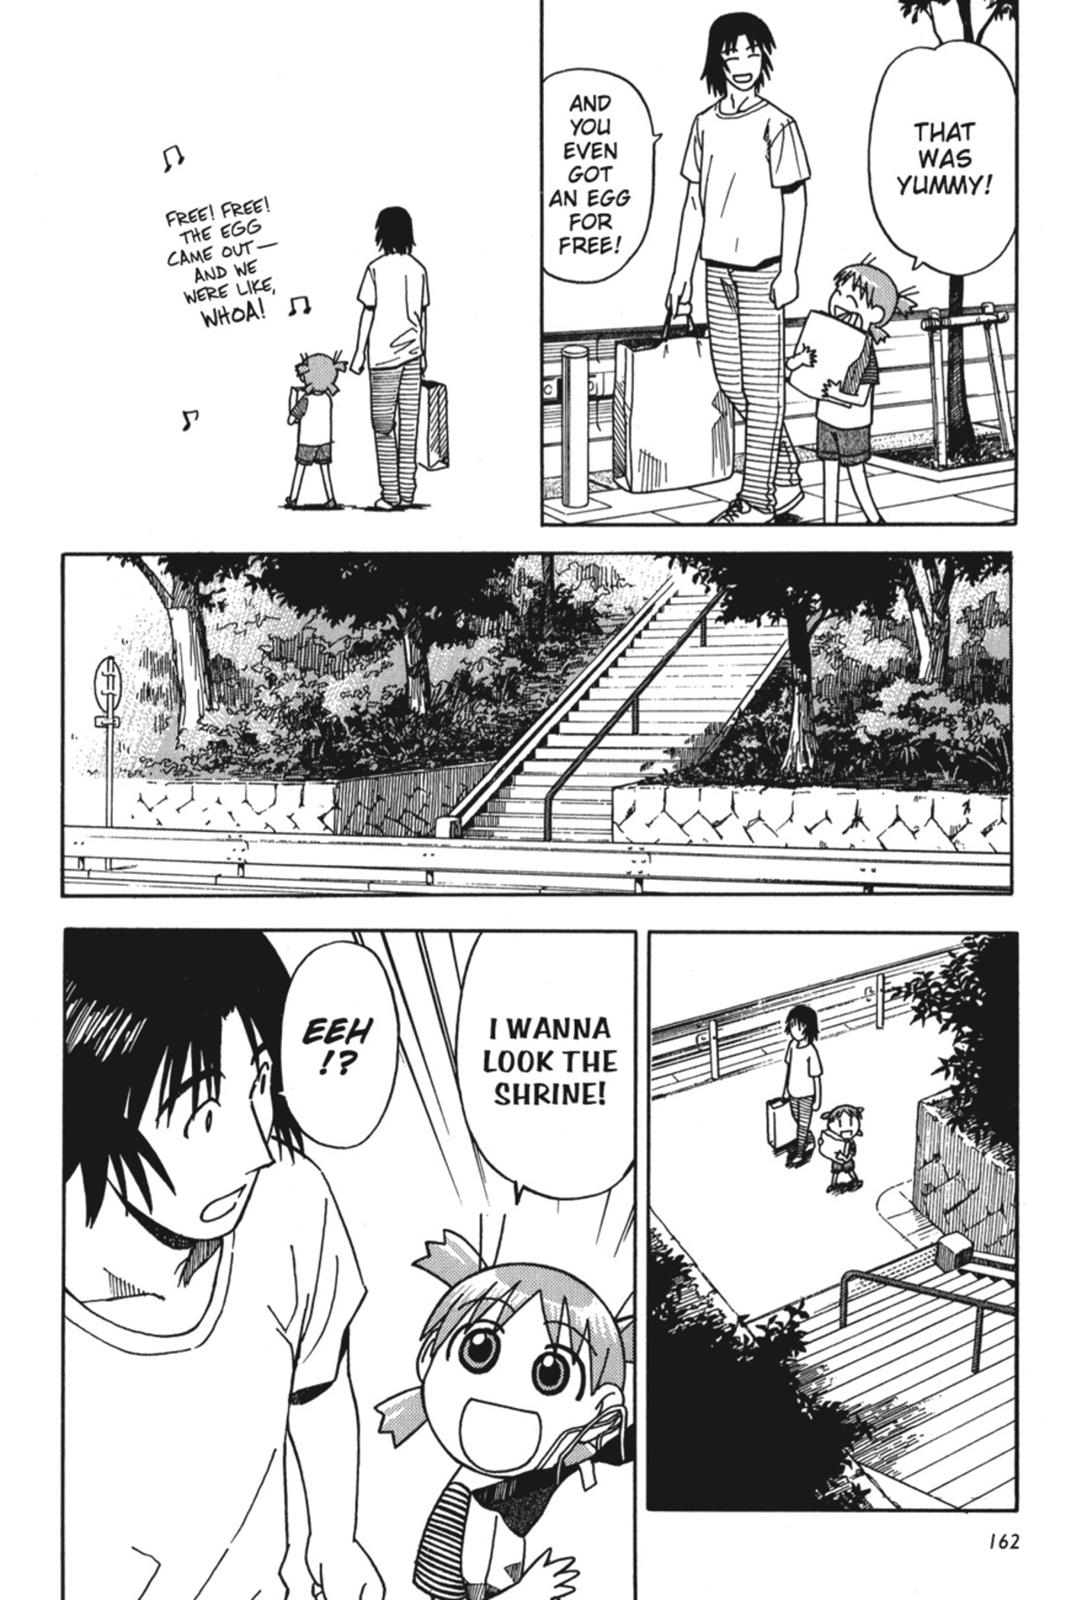 THAT
WAS
YUMMY!
AND
YOU
EVEN
GOT
AN EGG
FOR
FREE!
FREE! FREE!
THE EGG
CAME OUT—
AND WE
WERE LIKE,
WHOA!
I WANNA
LOOK THE
SHRINE!
EEH
!?
162